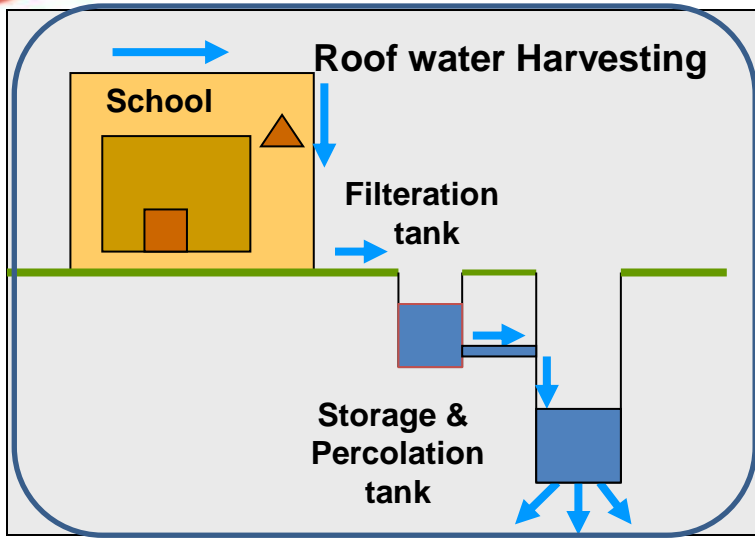 Roof water Harvesting
School
Filteration
tank
Storage &
Percolation
tank